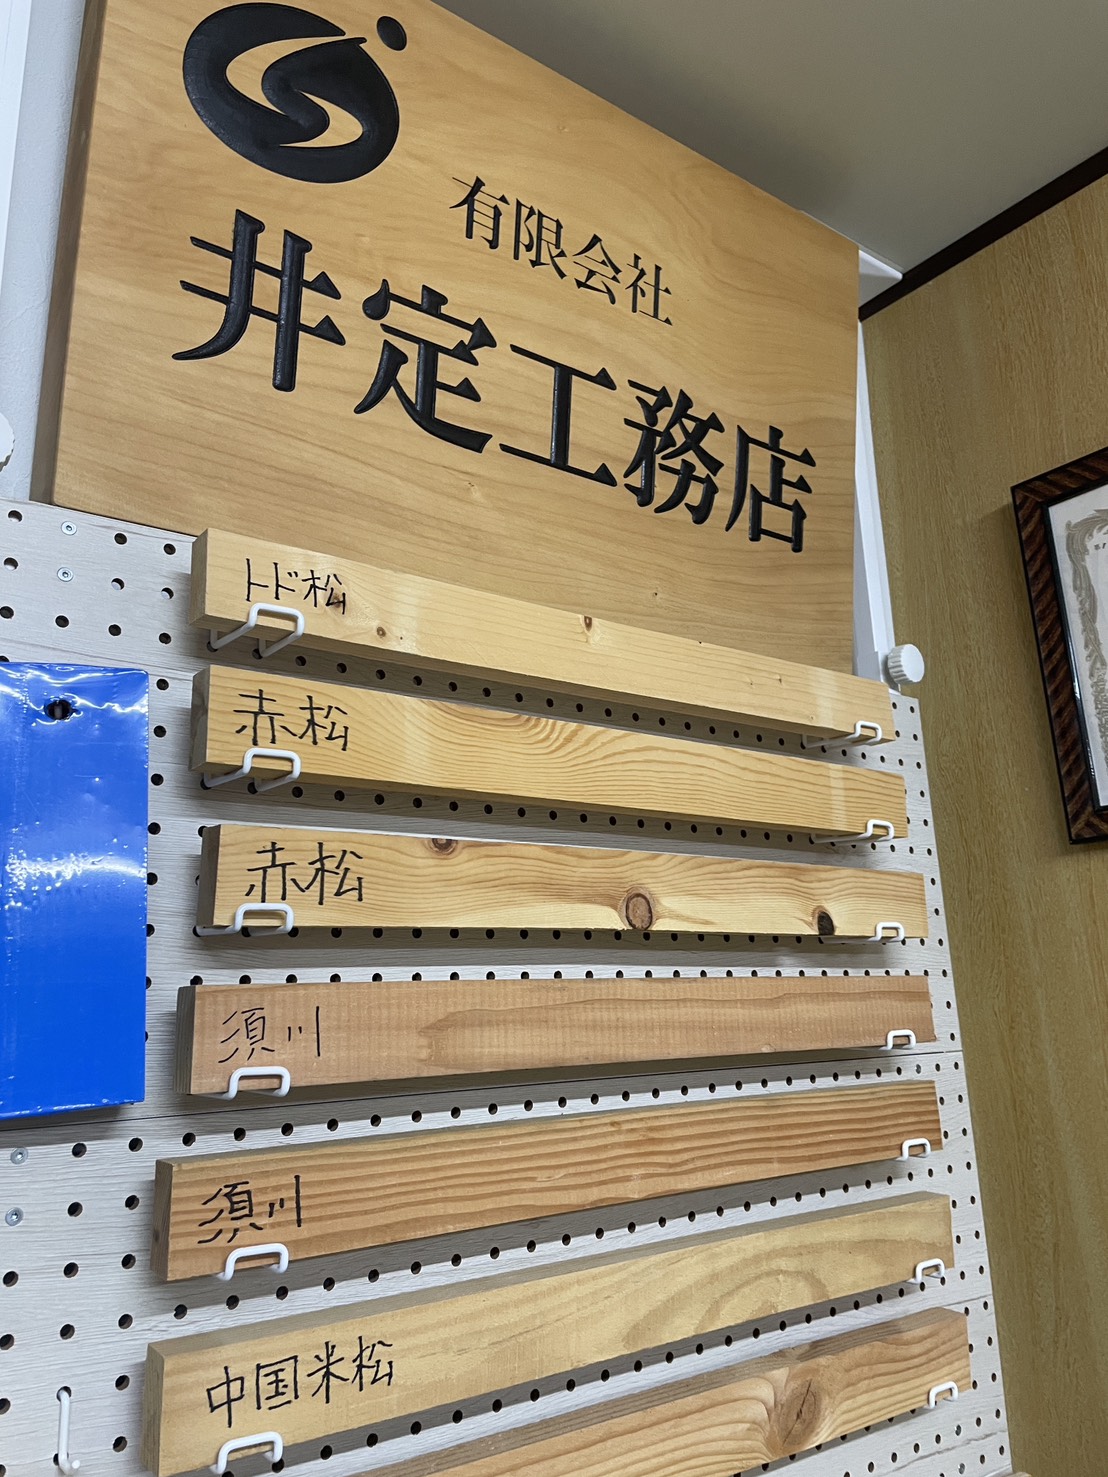 有限会社
井定工務店
トド松
赤松
赤松
須川
須川
中国米松